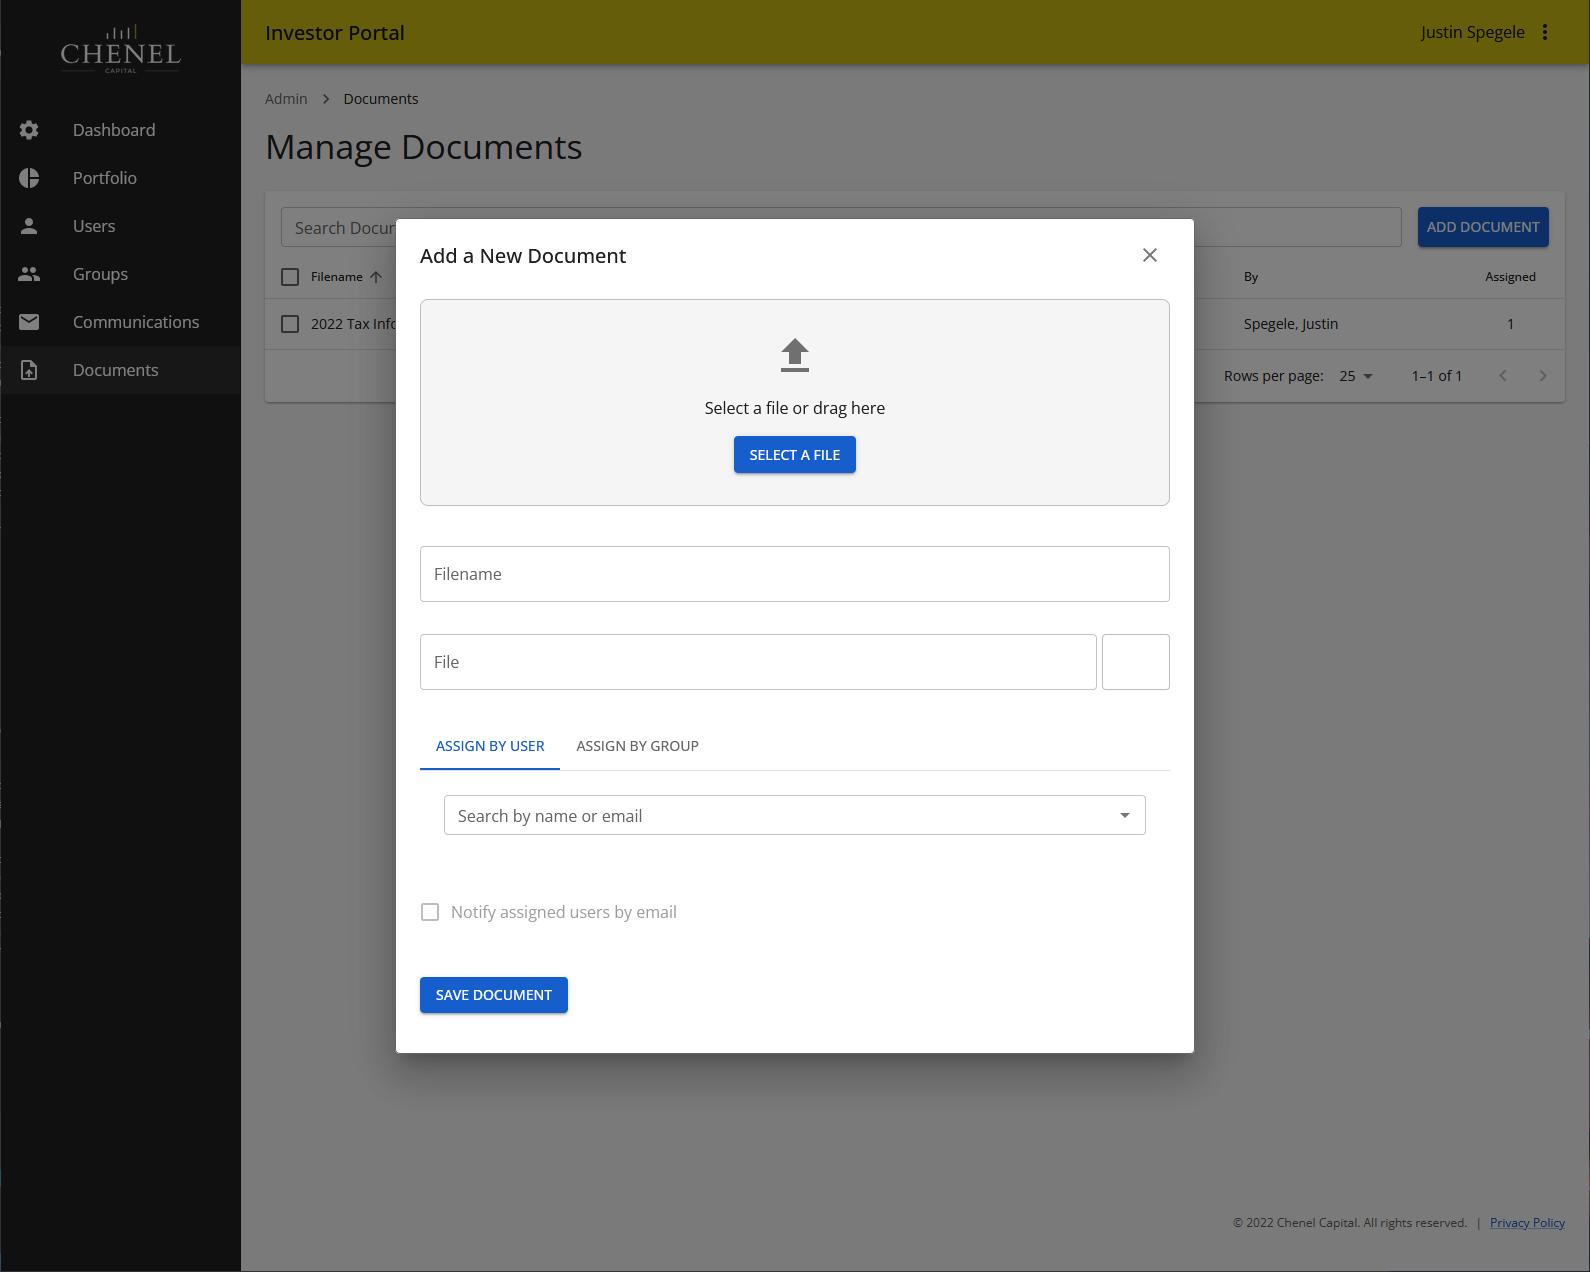 CHENEL
CAPITAL
Investor Portal
Justin Spegele
Dashboard
Portfolio
Users
Groups
Communications
Documents
Admin > Documents
Manage Documents
Search Docu
ADD DOCUMENT
Filename
By
Assigned
2022 Tax Info
Spegele, Justin
1
Rows per page: 25
1–1 of 1
Add a New Document
Select a file or drag here
SELECT A FILE
Filename
File
ASSIGN BY USER
ASSIGN BY GROUP
Search by name or email
Notify assigned users by email
SAVE DOCUMENT
© 2022 Chenel Capital. All rights reserved. | Privacy Policy